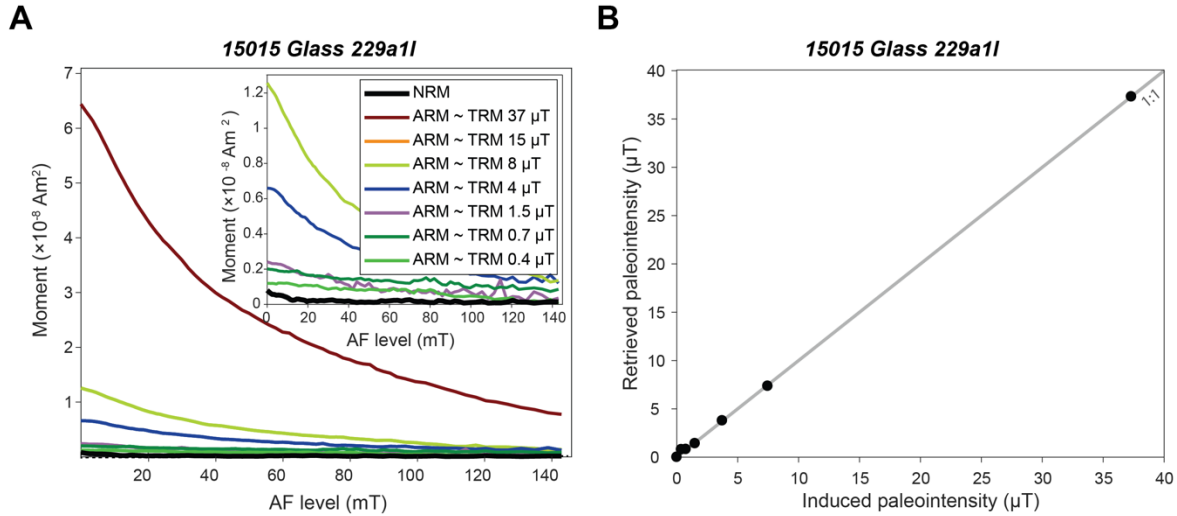 A
15015 Glass 229a1l
7
6
5
4
3
2
1
Moment (×10⁻⁸ Am²)
20
40
60
80
100
120
140
AF level (mT)
1.2
1
0.8
0.6
0.4
0.2
0
Moment (×10⁻⁸ Am²)
0
20
40
60
80
100
120
140
AF level (mT)
NRM
ARM ~ TRM 37 µT
ARM ~ TRM 15 µT
ARM ~ TRM 8 µT
ARM ~ TRM 4 µT
ARM ~ TRM 1.5 µT
ARM ~ TRM 0.7 µT
ARM ~ TRM 0.4 µT
B
15015 Glass 229a1l
40
35
30
25
20
15
10
5
0
Retrieved paleointensity (µT)
1:1
0
5
10
15
20
25
30
35
40
Induced paleointensity (µT)